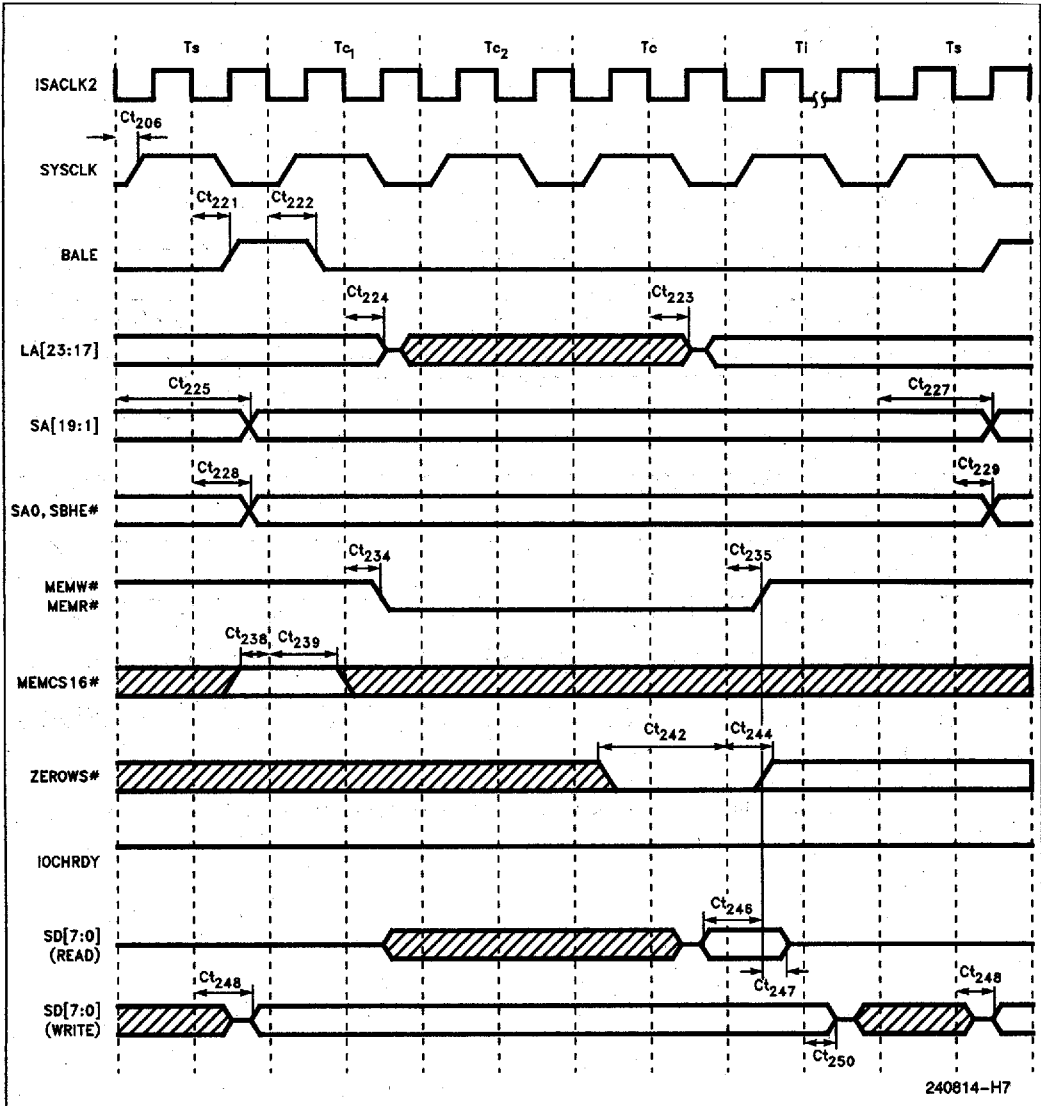 Ts Tc1 Tc2 Tc Ti Ts
ISACLK2
Ct206
SYSCLK
Ct221 Ct222
BALE
Ct224 Ct223
LA[23:17]
Ct225 Ct227
SA[19:1]
Ct228 Ct229
SA0, SBHE#
Ct234 Ct235
MEMW#
MEMR#
Ct238 Ct239
MEMCS16#
Ct242 Ct244
ZEROWS#
IOCHRDY
Ct246
SD[7:0]
(READ)
Ct247
Ct248 Ct248
SD[7:0]
(WRITE)
Ct250
240814-H7